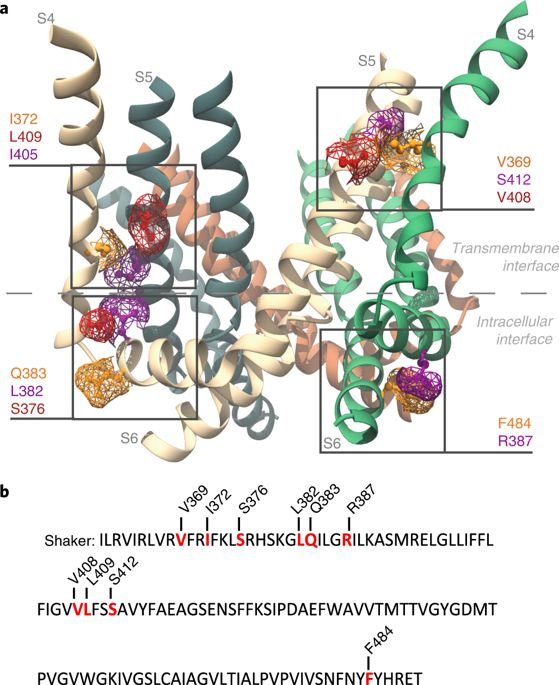 a
S4
S5
I372
L409
I405
Q383
L382
S376
S6
S4
S5
V369
S412
V408
Transmembrane
interface
Intracellular
interface
F484
R387
S6
b
V369 I372 S376 L382 Q383 R387
Shaker: ILRVIRLVRVFRIFKLSRHSKGLQILGRILKASMRELGLLIFFL
V408 L409 S412
FIGVVLFSSAVYFAEAGSENSFFKSIPDAEFWAVVTMTTVGYGDMT
F484
PVGVWGKIVGSLCAIAGVLTIALPVPVIVSNFNYFYHRET